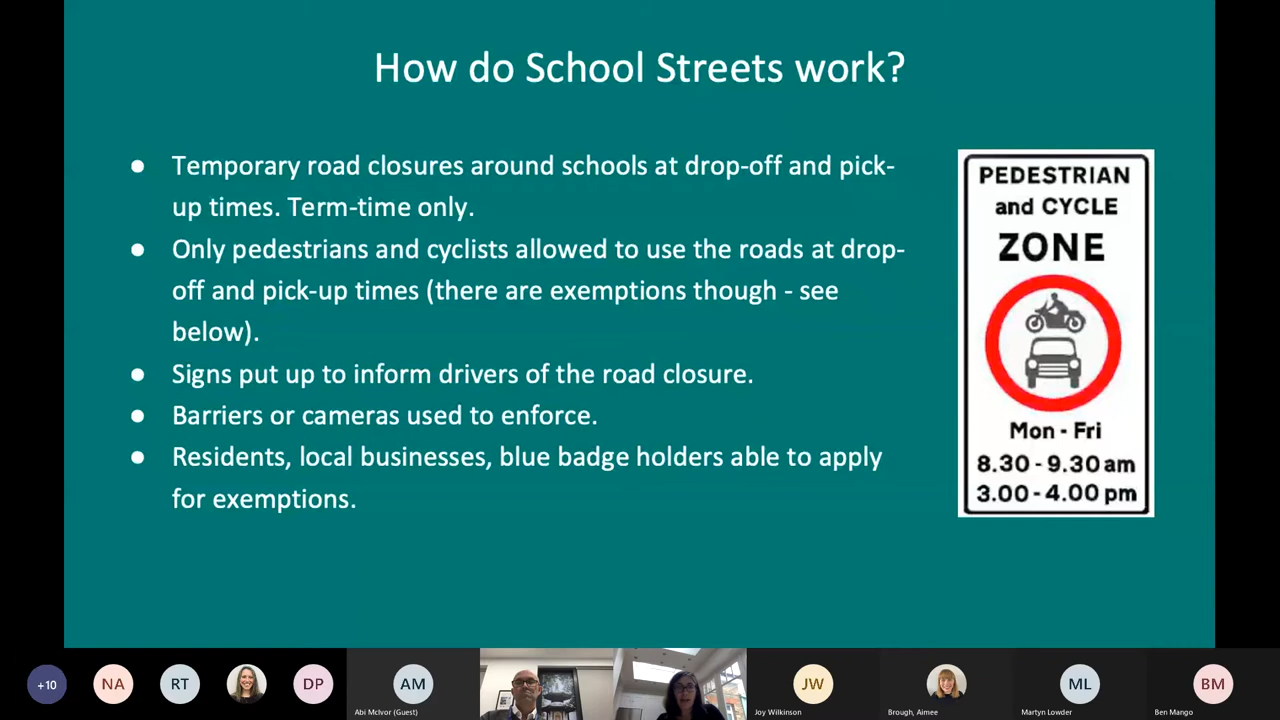 How do School Streets work?
● Temporary road closures around schools at drop-off and pick-
up times. Term-time only.
● Only pedestrians and cyclists allowed to use the roads at drop-
off and pick-up times (there are exemptions though - see
below).
● Signs put up to inform drivers of the road closure.
● Barriers or cameras used to enforce.
● Residents, local businesses, blue badge holders able to apply
for exemptions.
PEDESTRIAN
and CYCLE
ZONE
Mon - Fri
8.30 - 9.30 am
3.00 - 4.00 pm
+10
NA
RT
DP
AM
Abi McIvor (Guest)
JW
Joy Wilkinson
Brough, Aimee
ML
Martyn Lowder
BM
Ben Mango